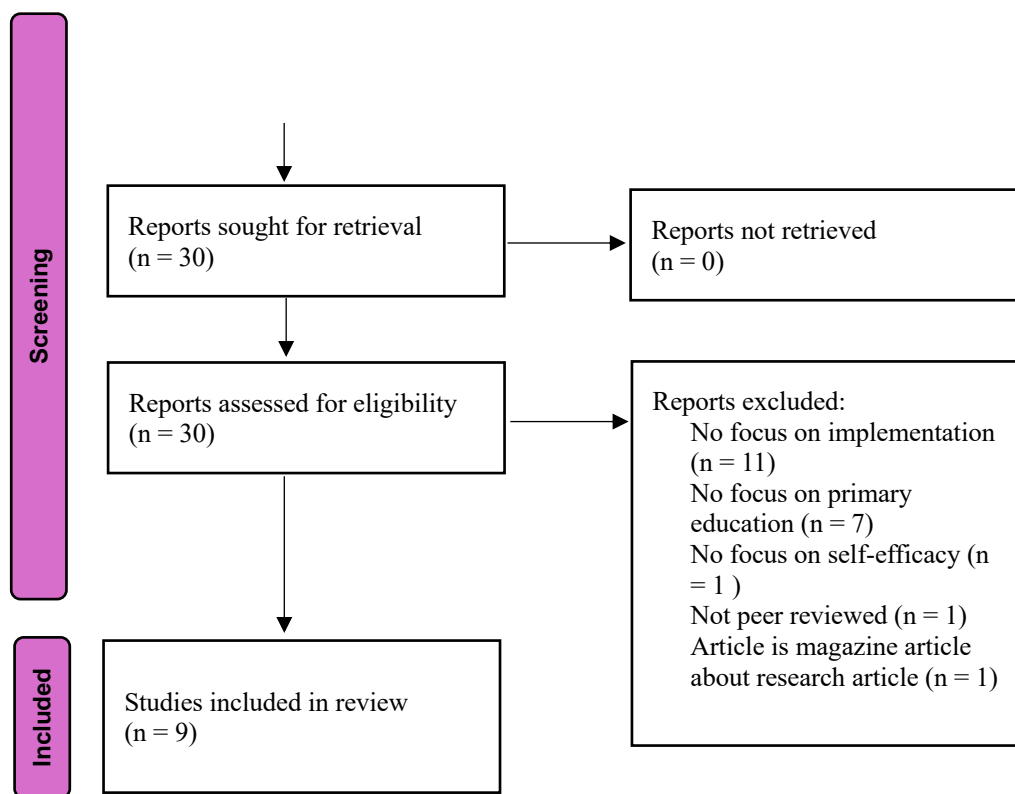 Screening
Reports sought for retrieval
(n = 30)
Reports not retrieved
(n = 0)
Reports assessed for eligibility
(n = 30)
Reports excluded:
No focus on implementation
(n = 11)
No focus on primary
education (n = 7)
No focus on self-efficacy (n
= 1 )
Not peer reviewed (n = 1)
Article is magazine article
about research article (n = 1)
Included
Studies included in review
(n = 9)